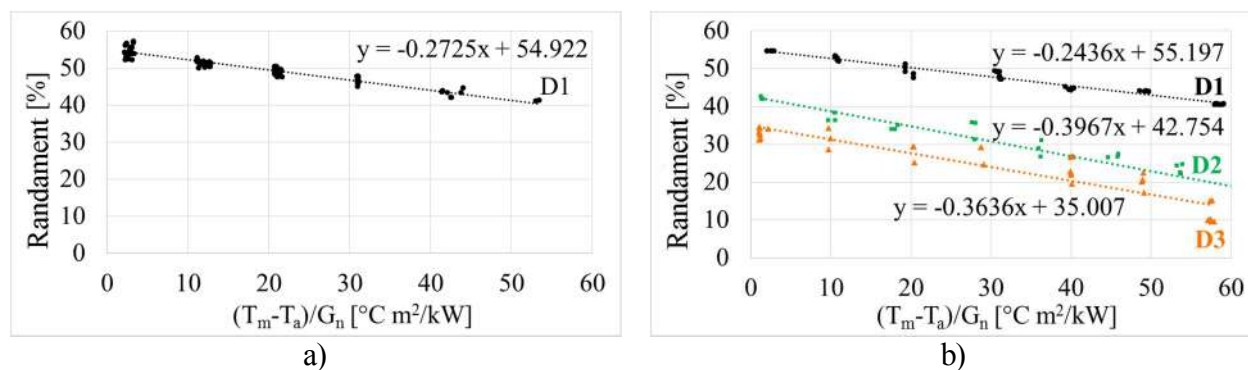 60
50
40
30
20
10
0
Randament [%]
y = -0.2725x + 54.922
D1
0 10 20 30 40 50 60
(Tₘ-Tₐ)/Gₙ [°C m²/kW]
a)
60
50
40
30
20
10
0
Randament [%]
y = -0.2436x + 55.197
D1
y = -0.3967x + 42.754
D2
y = -0.3636x + 35.007
D3
0 10 20 30 40 50 60
(Tₘ-Tₐ)/Gₙ [°C m²/kW]
b)